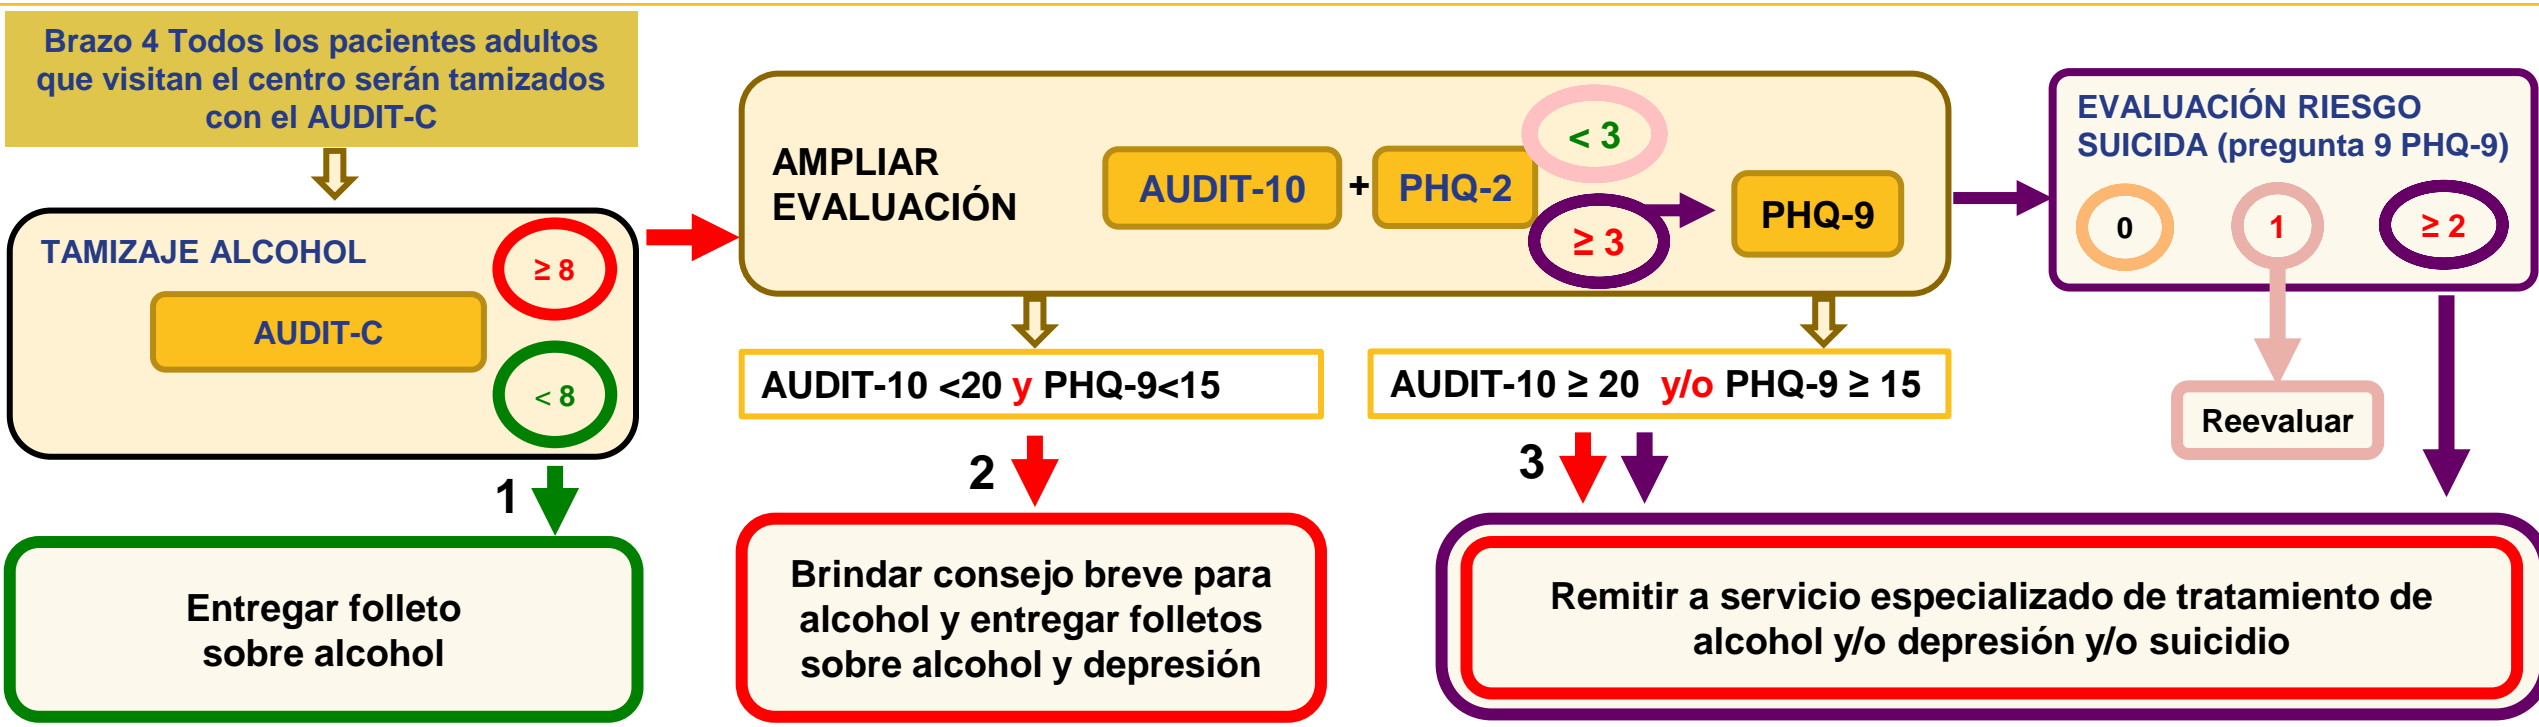 Brazo 4 Todos los pacientes adultos
que visitan el centro serán tamizados
con el AUDIT-C
TAMIZAJE ALCOHOL
AUDIT-C
≥ 8
< 8
1
Entregar folleto
sobre alcohol
AMPLIAR
EVALUACIÓN
AUDIT-10
+
PHQ-2
< 3
≥ 3
PHQ-9
AUDIT-10 <20 y PHQ-9<15
2
Brindar consejo breve para
alcohol y entregar folletos
sobre alcohol y depresión
AUDIT-10 ≥ 20 y/o PHQ-9 ≥ 15
3
EVALUACIÓN RIESGO
SUICIDA (pregunta 9 PHQ-9)
0
1
≥ 2
Reevaluar
Remitir a servicio especializado de tratamiento de
alcohol y/o depresión y/o suicidio